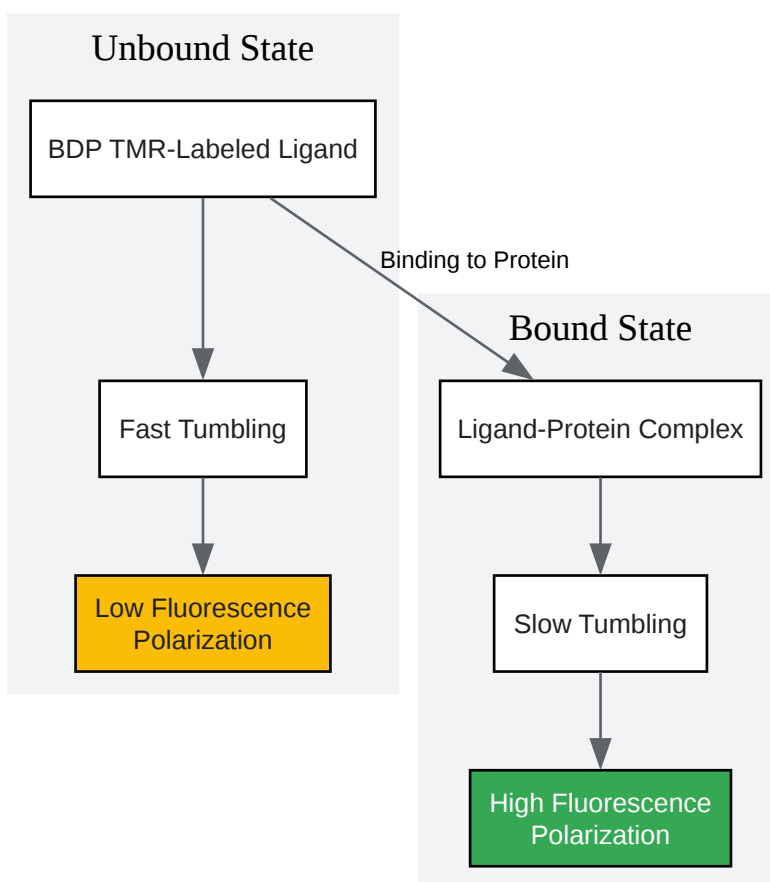 Unbound State
BDP TMR-Labeled Ligand
Binding to Protein
Bound State
Fast Tumbling
Ligand-Protein Complex
Low Fluorescence
Polarization
Slow Tumbling
High Fluorescence
Polarization